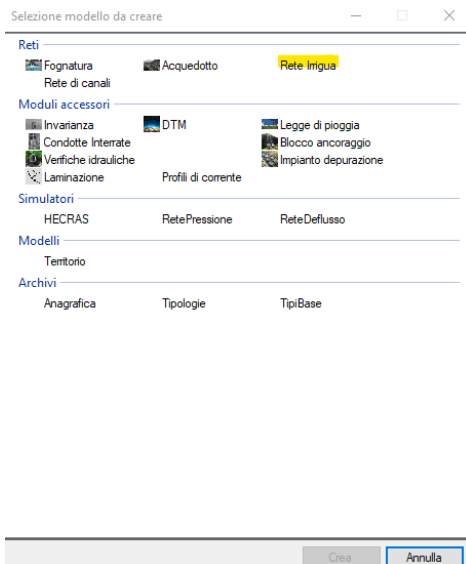 Selezione modello da creare
Reti
Fognatura Acquedotto Rete Irrigua
Rete di canali
Moduli accessori
Invarianza DTM Legge di pioggia
Condotte Interrate Blocco ancoraggio
Verifiche idrauliche Impianto depurazione
Laminazione Profili di corrente
Simulatori
HECRAS RetePressione ReteDeflusso
Modelli
Territorio
Archivi
Anagrafica Tipologie TipiBase
Crea Annulla